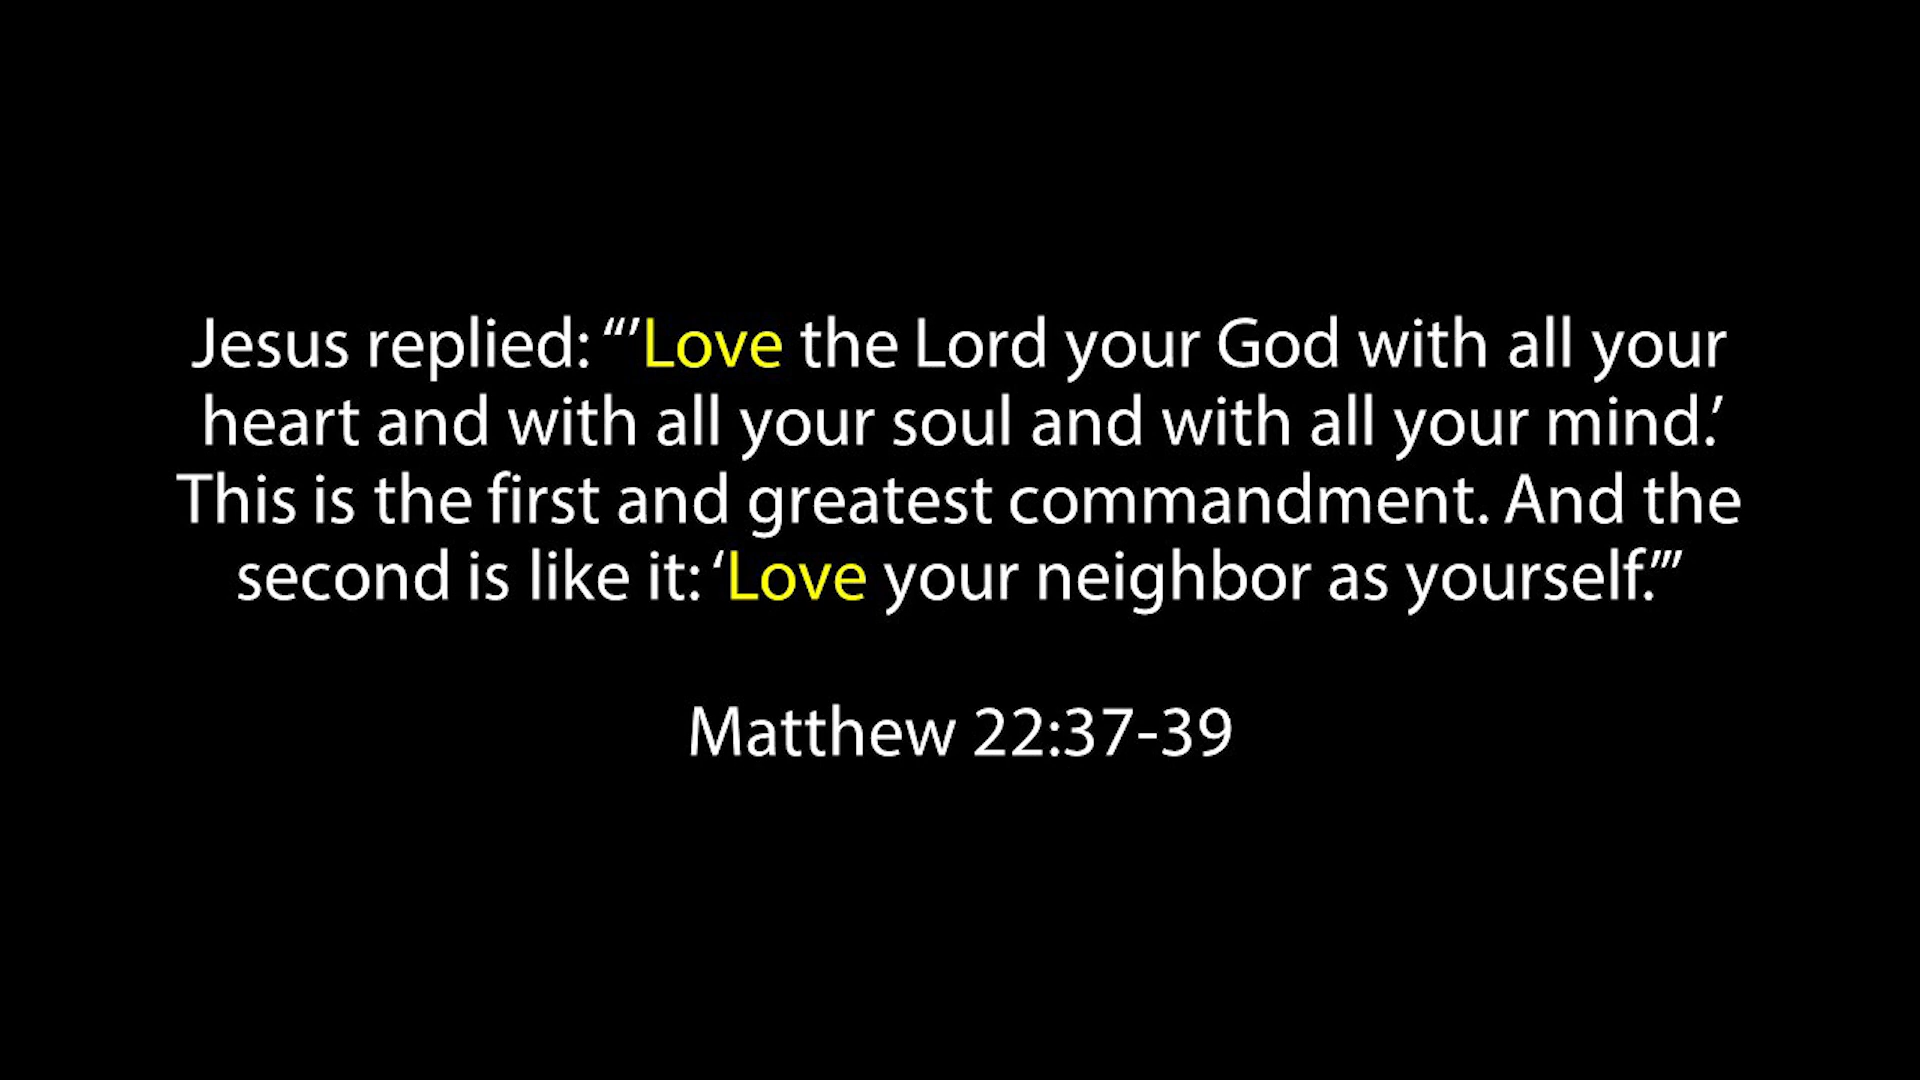 Jesus replied: “’Love the Lord your God with all your
heart and with all your soul and with all your mind.’
This is the first and greatest commandment. And the
second is like it: ‘Love your neighbor as yourself.’”
Matthew 22:37-39